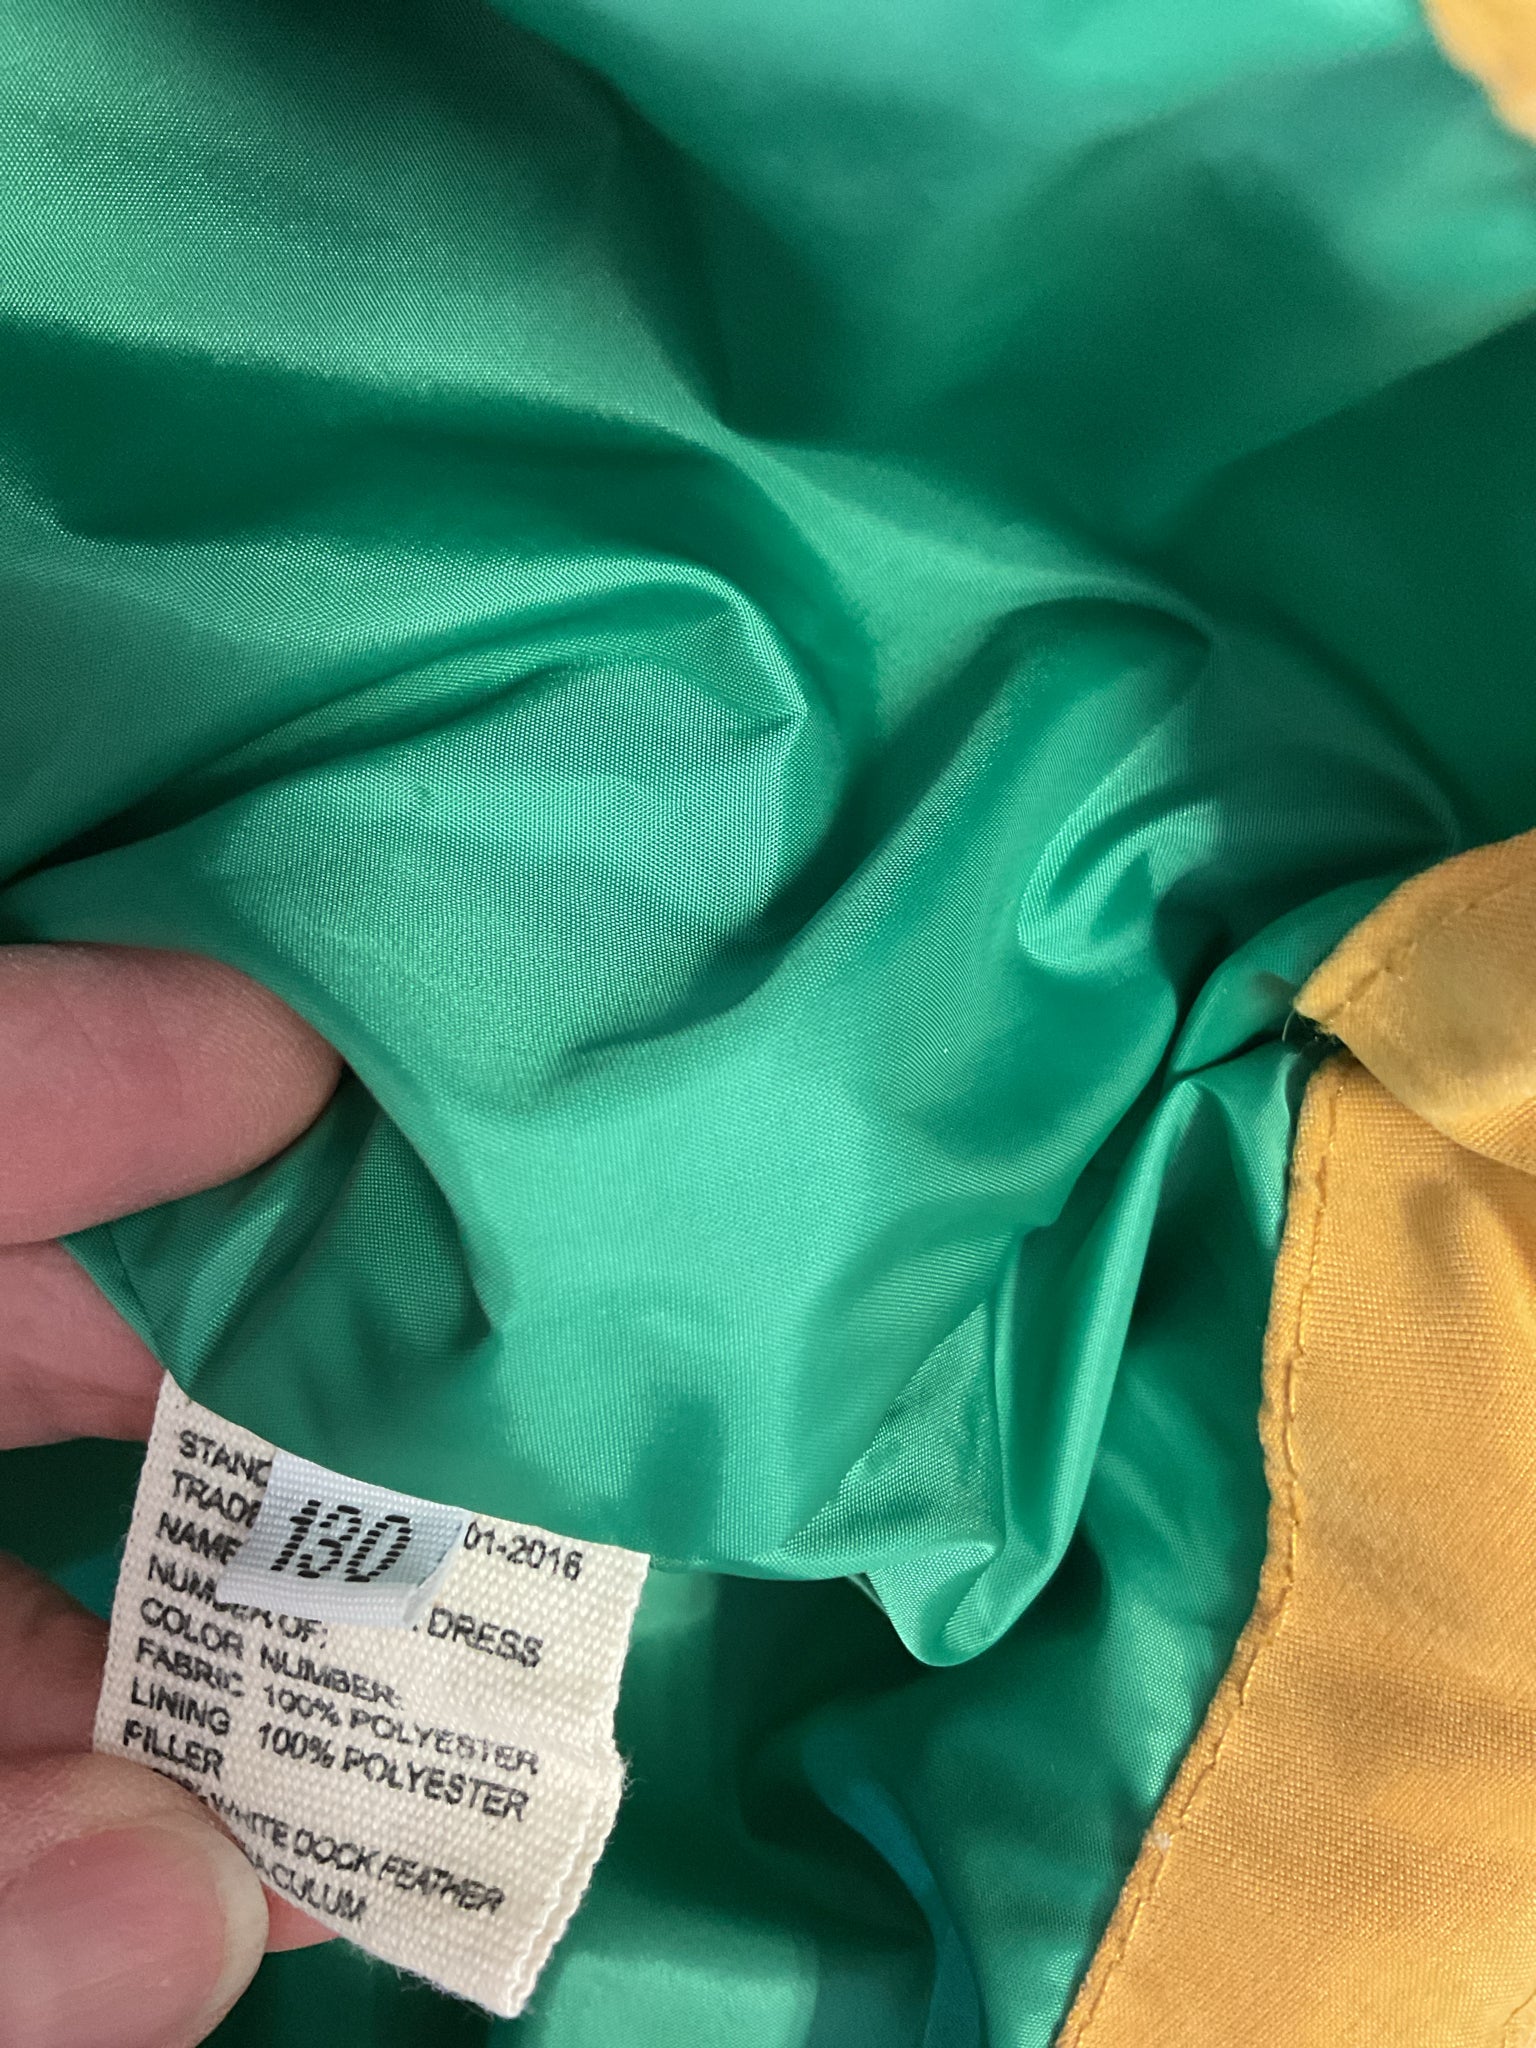 STAND
TRADE
130
NAME 01-2016
NUMBER OF: DRESS
COLOR NUMBER:
FABRIC 100% POLYESTER
LINING 100% POLYESTER
FILLER
WHITE DOCK FEATHER
ACULUM